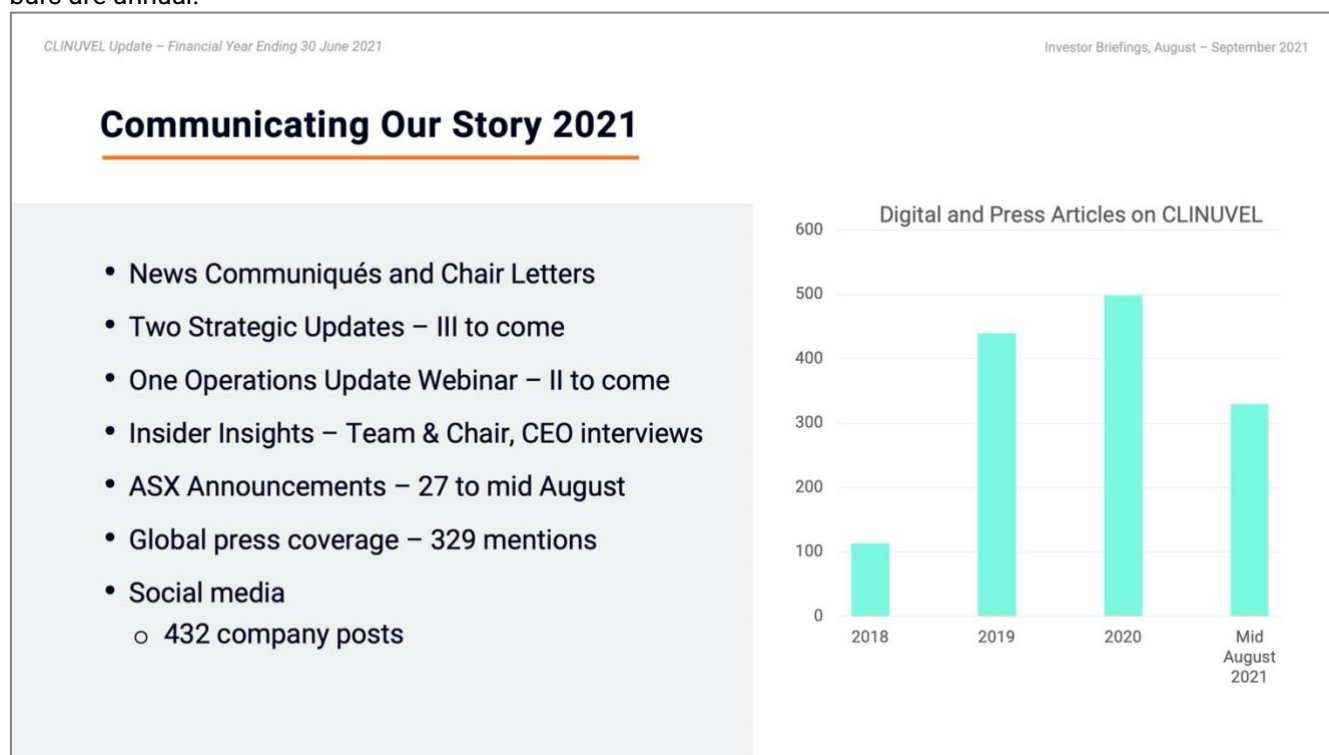 bars are annual.
CLINUVEL Update – Financial Year Ending 30 June 2021
Investor Briefings, August – September 2021
Communicating Our Story 2021
• News Communiqués and Chair Letters
• Two Strategic Updates – III to come
• One Operations Update Webinar – II to come
• Insider Insights – Team & Chair, CEO interviews
• ASX Announcements – 27 to mid August
• Global press coverage – 329 mentions
• Social media
o 432 company posts
Digital and Press Articles on CLINUVEL
600
500
400
300
200
100
0
2018
2019
2020
Mid
August
2021